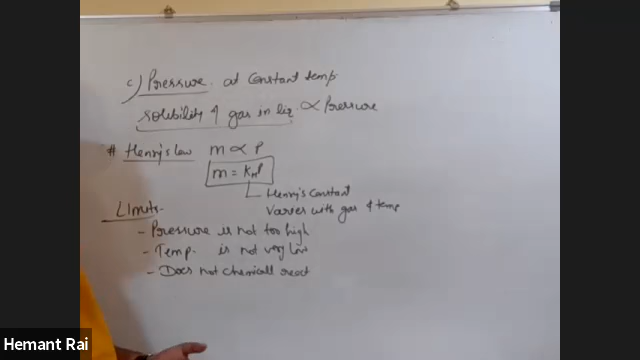 c) Pressure. at constant temp.
solubility of gas in liq. ∝ Pressure
# Henry's law m ∝ P
m = K_H P
Henry's Constant
Varies with gas & temp
Limits-
- Pressure is not too high
- Temp. is not very low
- Does not chemicall react
Hemant Rai